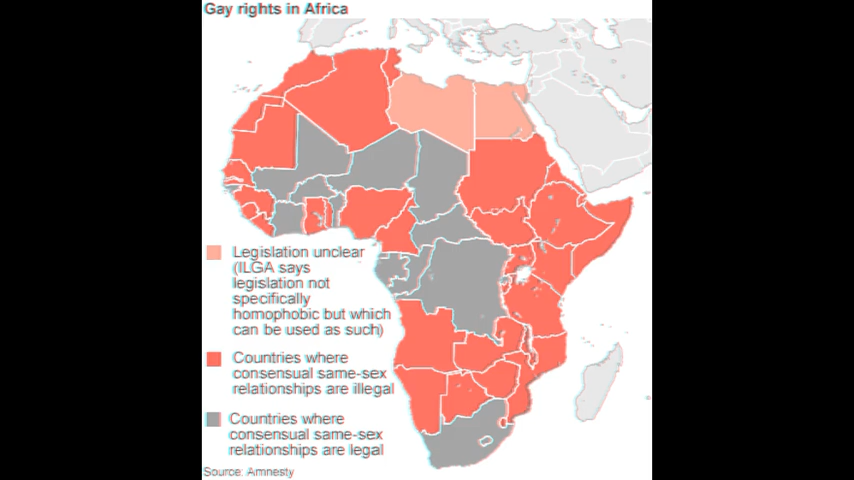 Gay rights in Africa
Legislation unclear
(ILGA says
legislation not
specifically
homophobic but which
can be used as such)
Countries where
consensual same-sex
relationships are illegal
Countries where
consensual same-sex
relationships are legal
Source: Amnesty